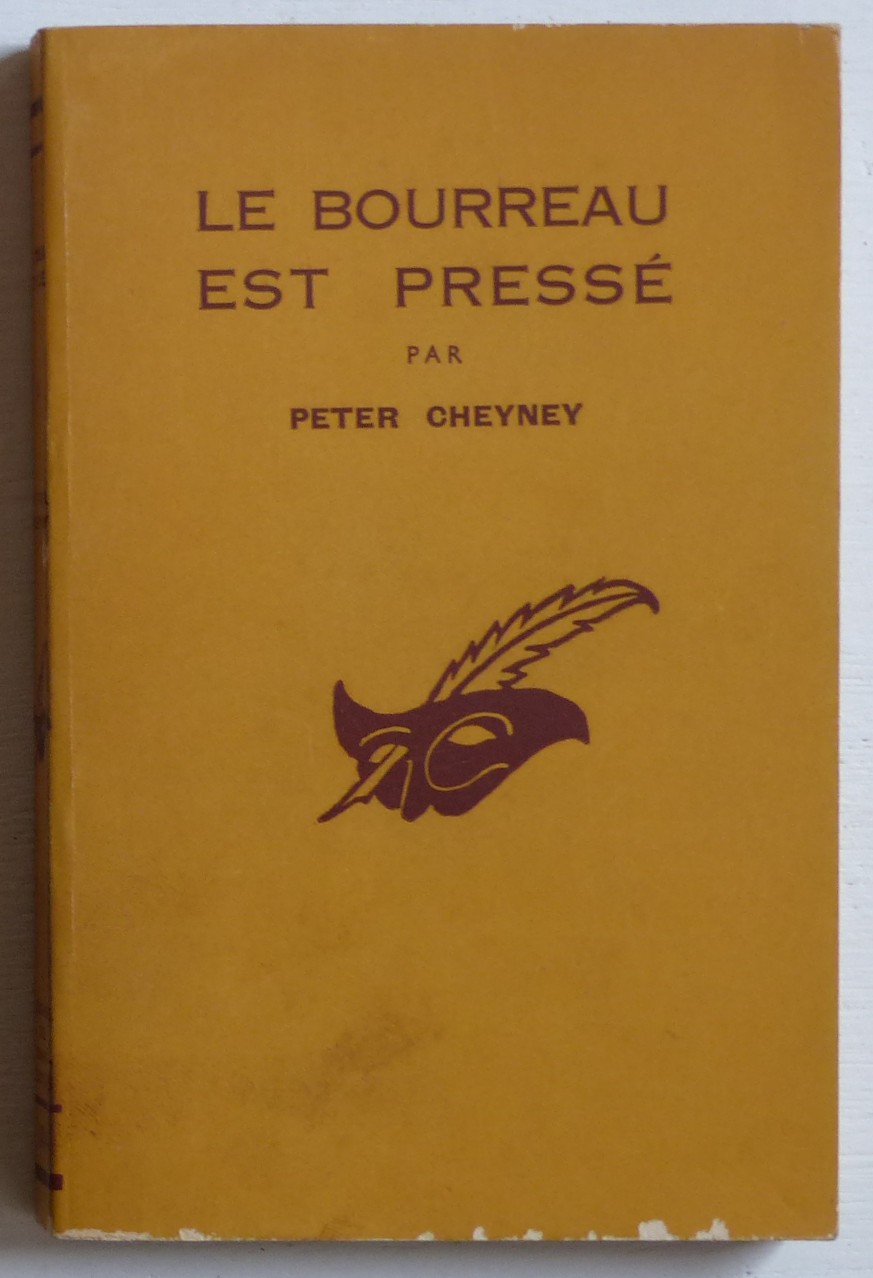 LE BOURREAU
EST PRESSÉ
PAR
PETER CHEYNEY